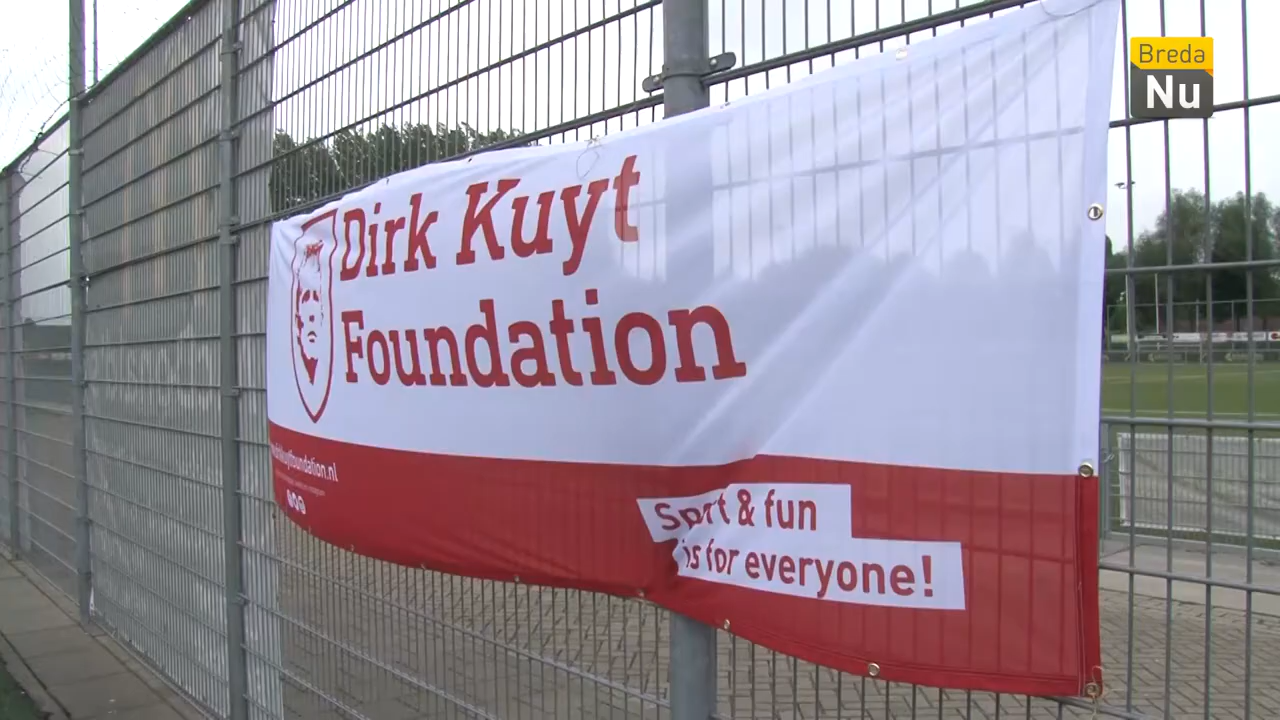 Breda
Nu
Dirk Kuyt
Foundation
Sport & fun
is for everyone!